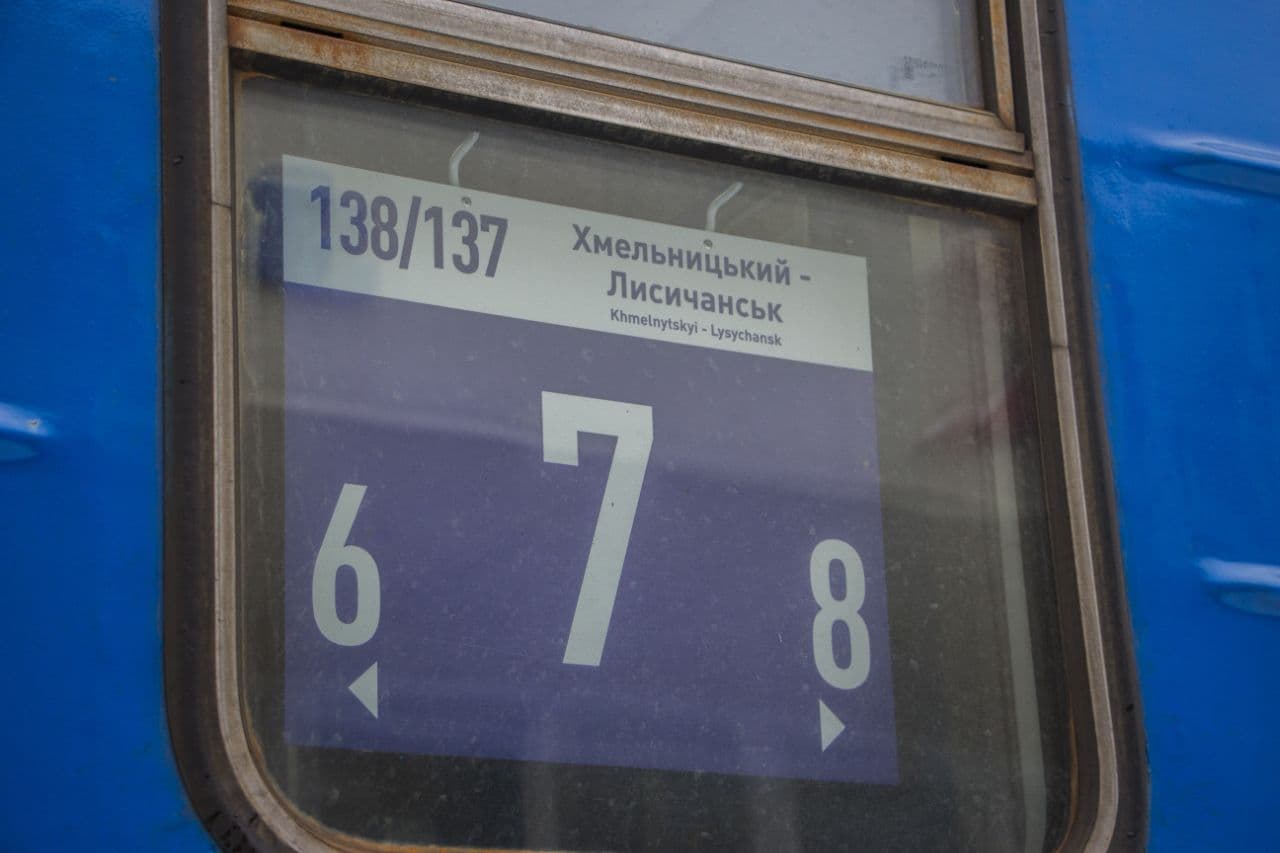 138/137
Хмельницький -
Лисичанськ
Khmelnytskyi - Lysychansk
7
6
8